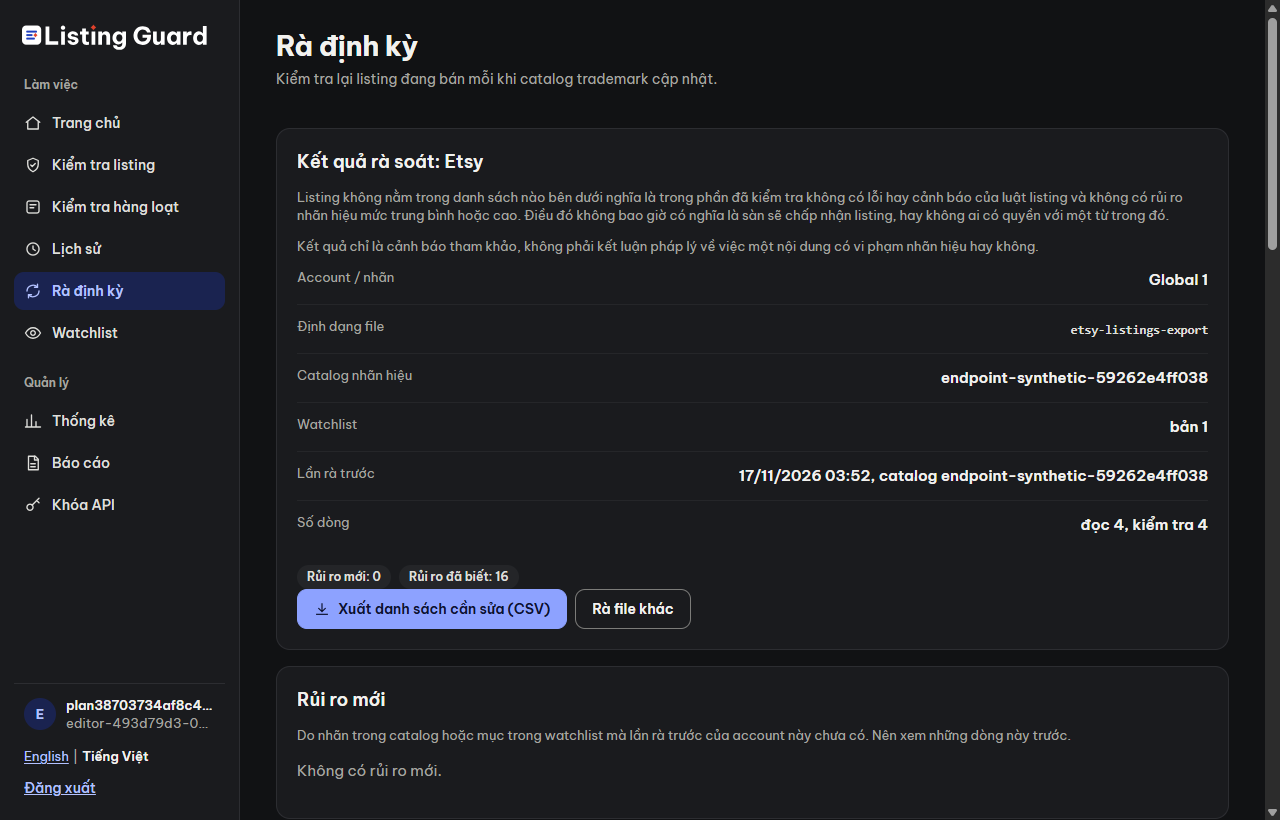 Listing Guard
Làm việc
Trang chủ
Kiểm tra listing
Kiểm tra hàng loạt
Lịch sử
Rà định kỳ
Watchlist
Quản lý
Thống kê
Báo cáo
Khóa API
E
plan38703734af8c4...
editor-493d79d3-0...
English | Tiếng Việt
Đăng xuất
Rà định kỳ
Kiểm tra lại listing đang bán mỗi khi catalog trademark cập nhật.
Kết quả rà soát: Etsy
Listing không nằm trong danh sách nào bên dưới nghĩa là trong phần đã kiểm tra không có lỗi hay cảnh báo của luật listing và không có rủi ro
nhãn hiệu mức trung bình hoặc cao. Điều đó không bao giờ có nghĩa là sàn sẽ chấp nhận listing, hay không ai có quyền với một từ trong đó.
Kết quả chỉ là cảnh báo tham khảo, không phải kết luận pháp lý về việc một nội dung có vi phạm nhãn hiệu hay không.
Account / nhãn
Global 1
Định dạng file
etsy-listings-export
Catalog nhãn hiệu
endpoint-synthetic-59262e4ff038
Watchlist
bản 1
Lần rà trước
17/11/2026 03:52, catalog endpoint-synthetic-59262e4ff038
Số dòng
đọc 4, kiểm tra 4
Rủi ro mới: 0
Rủi ro đã biết: 16
Xuất danh sách cần sửa (CSV)
Rà file khác
Rủi ro mới
Do nhãn trong catalog hoặc mục trong watchlist mà lần rà trước của account này chưa có. Nên xem những dòng này trước.
Không có rủi ro mới.